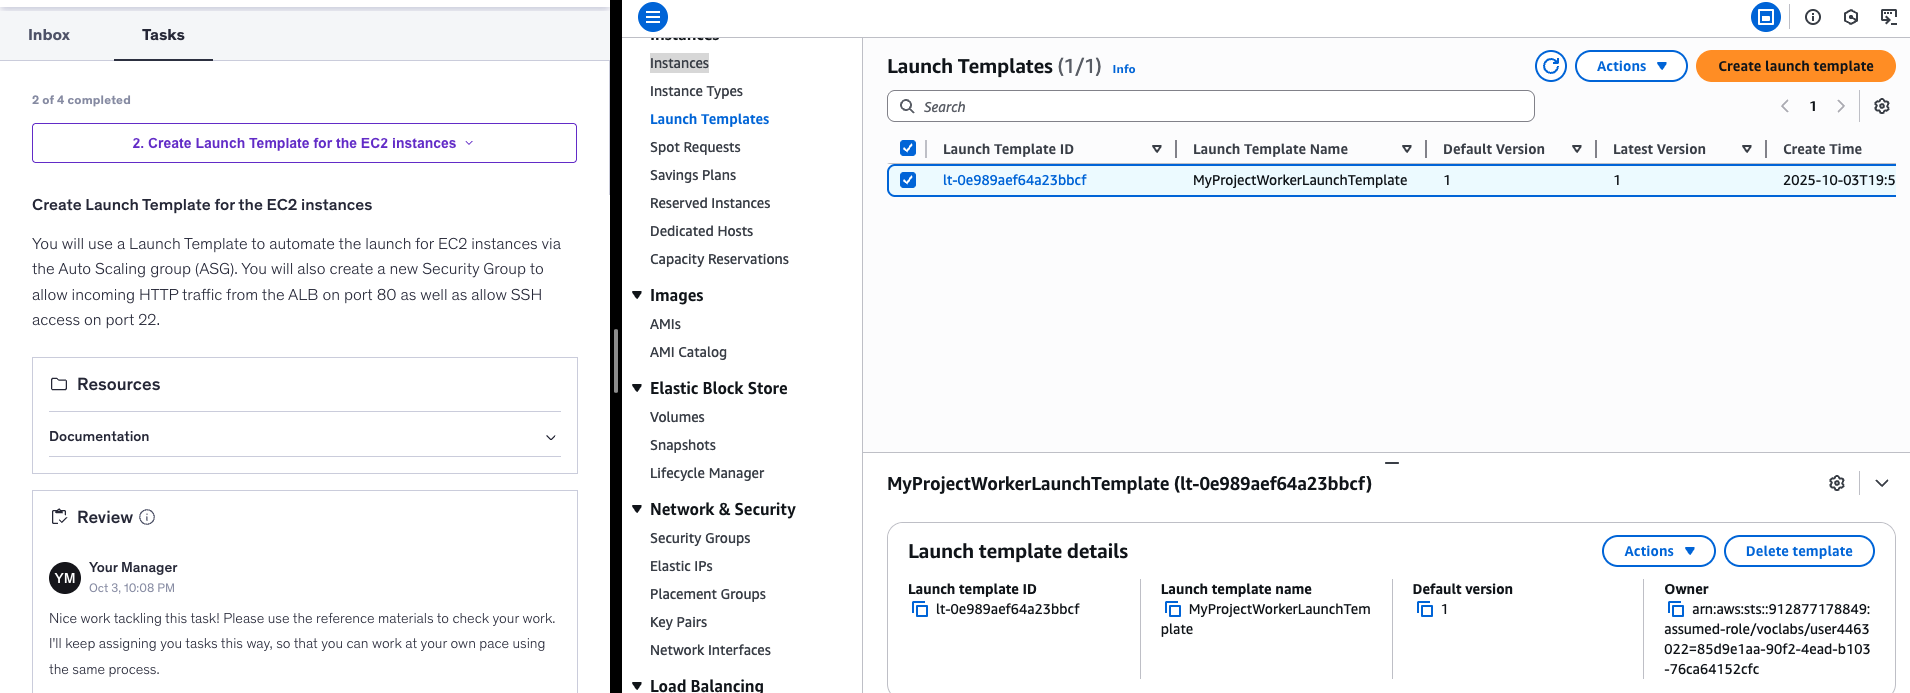 Inbox
Tasks
2 of 4 completed
2. Create Launch Template for the EC2 instances
Create Launch Template for the EC2 instances
You will use a Launch Template to automate the launch for EC2 instances via
the Auto Scaling group (ASG). You will also create a new Security Group to
allow incoming HTTP traffic from the ALB on port 80 as well as allow SSH
access on port 22.
Resources
Documentation
Review
YM
Your Manager
Oct 3, 10:08 PM
Nice work tackling this task! Please use the reference materials to check your work.
I'll keep assigning you tasks this way, so that you can work at your own pace using
the same process.
Instances
Instances
Instance Types
Launch Templates
Spot Requests
Savings Plans
Reserved Instances
Dedicated Hosts
Capacity Reservations
Images
AMIs
AMI Catalog
Elastic Block Store
Volumes
Snapshots
Lifecycle Manager
Network & Security
Security Groups
Elastic IPs
Placement Groups
Key Pairs
Network Interfaces
Load Balancing
Launch Templates (1/1) Info
Actions
Create launch template
Search
1
Launch Template ID Launch Template Name Default Version Latest Version Create Time
lt-0e989aef64a23bbcf MyProjectWorkerLaunchTemplate 1 1 2025-10-03T19:5
MyProjectWorkerLaunchTemplate (lt-0e989aef64a23bbcf)
Launch template details
Actions
Delete template
Launch template ID
lt-0e989aef64a23bbcf
Launch template name
MyProjectWorkerLaunchTem
plate
Default version
1
Owner
arn:aws:sts::912877178849:
assumed-role/voclabs/user4463
022=85d9e1aa-90f2-4ead-b103
-76ca64152cfc